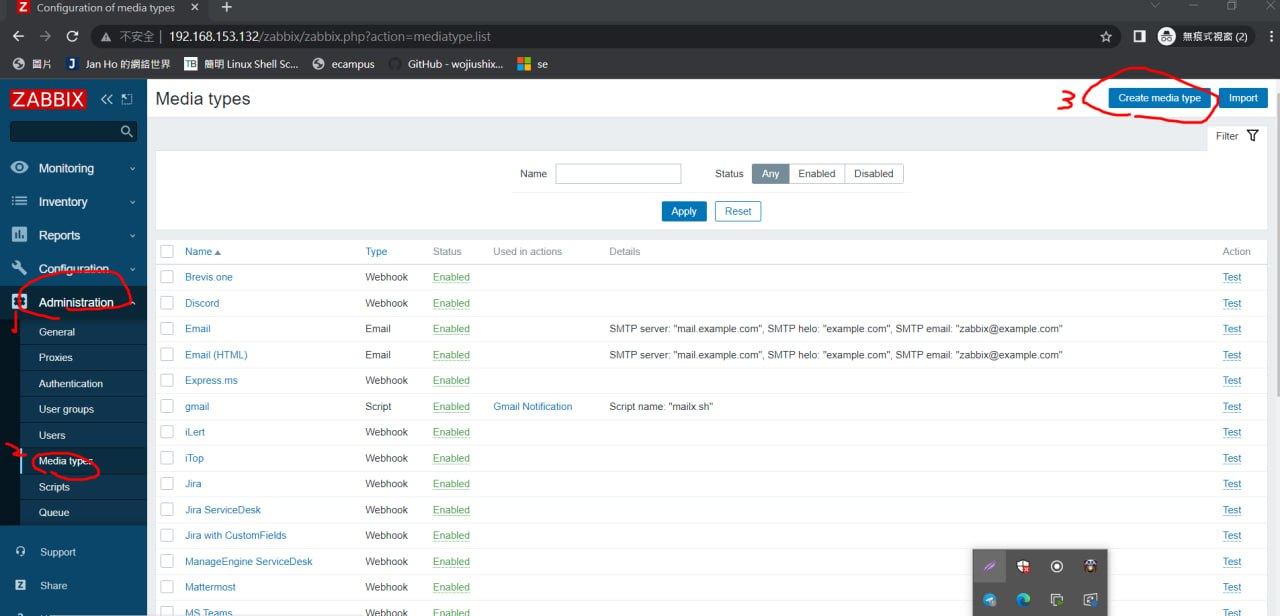 Configuration of media types
不安全 | 192.168.153.132/zabbix/zabbix.php?action=mediatype.list
無痕式視窗 (2)
圖片 Jan Ho 的網絡世界 TB 簡明 Linux Shell Sc... ecampus GitHub - wojiushix... se
ZABBIX
Media types
3
Create media type Import
Filter
Monitoring
Inventory
Reports
Configuration
1
Administration
General
Proxies
Authentication
User groups
Users
2
Media types
Scripts
Queue
Support
Share
Name Status Any Enabled Disabled
Apply Reset
Name Type Status Used in actions Details Action
Brevis.one Webhook Enabled Test
Discord Webhook Enabled Test
Email Email Enabled SMTP server: "mail.example.com", SMTP helo: "example.com", SMTP email: "zabbix@example.com" Test
Email (HTML) Email Enabled SMTP server: "mail.example.com", SMTP helo: "example.com", SMTP email: "zabbix@example.com" Test
Express.ms Webhook Enabled Test
gmail Script Enabled Gmail Notification Script name: "mailx.sh" Test
iLert Webhook Enabled Test
iTop Webhook Enabled Test
Jira Webhook Enabled Test
Jira ServiceDesk Webhook Enabled Test
Jira with CustomFields Webhook Enabled Test
ManageEngine ServiceDesk Webhook Enabled Test
Mattermost Webhook Enabled Test
MS Teams Webhook Enabled Test